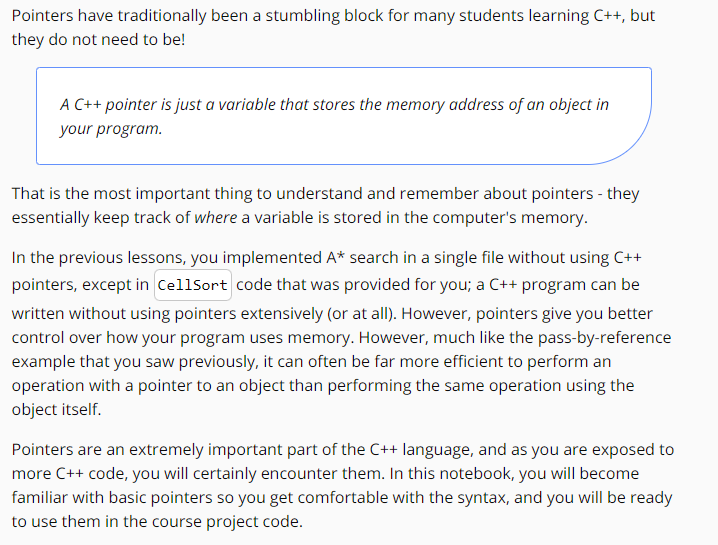 Pointers have traditionally been a stumbling block for many students learning C++, but
they do not need to be!
A C++ pointer is just a variable that stores the memory address of an object in
your program.
That is the most important thing to understand and remember about pointers - they
essentially keep track of where a variable is stored in the computer's memory.
In the previous lessons, you implemented A* search in a single file without using C++
pointers, except in CellSort code that was provided for you; a C++ program can be
written without using pointers extensively (or at all). However, pointers give you better
control over how your program uses memory. However, much like the pass-by-reference
example that you saw previously, it can often be far more efficient to perform an
operation with a pointer to an object than performing the same operation using the
object itself.
Pointers are an extremely important part of the C++ language, and as you are exposed to
more C++ code, you will certainly encounter them. In this notebook, you will become
familiar with basic pointers so you get comfortable with the syntax, and you will be ready
to use them in the course project code.